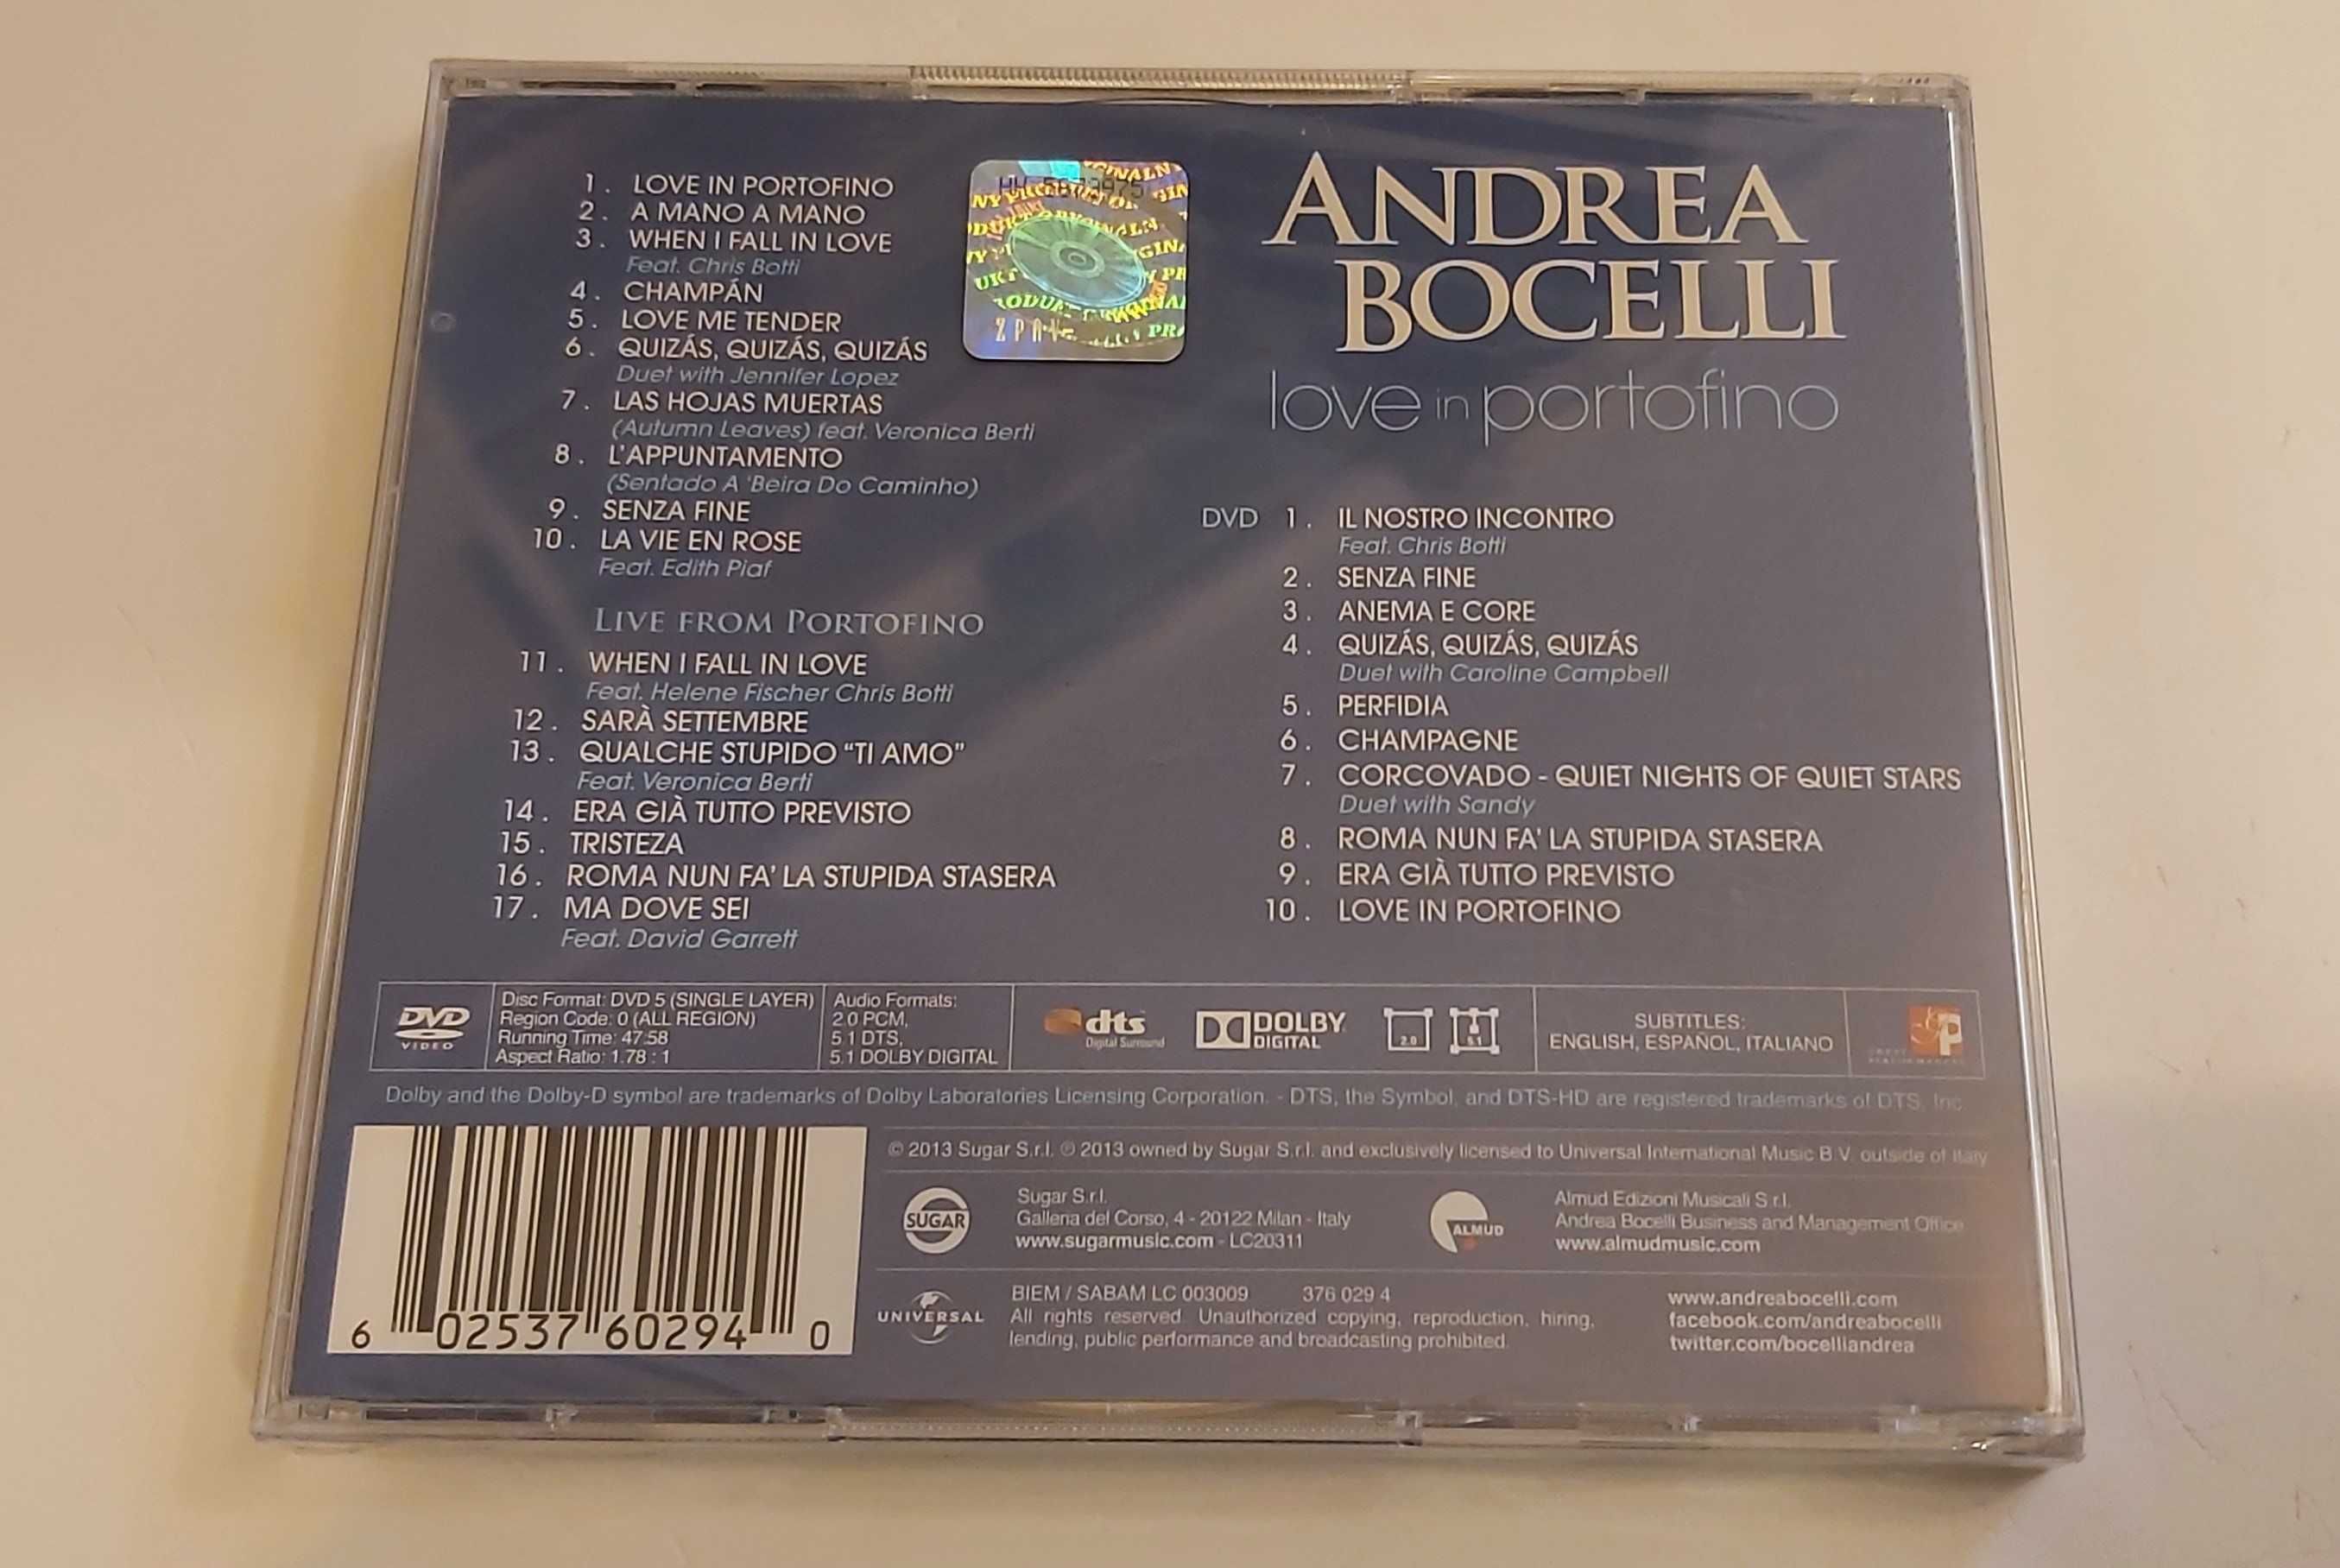 1. LOVE IN PORTOFINO
2. A MANO A MANO
3. WHEN I FALL IN LOVE
Feat. Chris Botti
4. CHAMPÁN
5. LOVE ME TENDER
6. QUIZÁS, QUIZÁS, QUIZÁS
Duet with Jennifer Lopez
7. LAS HOJAS MUERTAS
(Autumn Leaves) feat. Veronica Berti
8. L'APPUNTAMENTO
(Sentado A 'Beira Do Caminho)
9. SENZA FINE
10. LA VIE EN ROSE
Feat. Edith Piaf
LIVE FROM PORTOFINO
11. WHEN I FALL IN LOVE
Feat. Helene Fischer Chris Botti
12. SARÀ SETTEMBRE
13. QUALCHE STUPIDO “TI AMO”
Feat. Veronica Berti
14. ERA GIÀ TUTTO PREVISTO
15. TRISTEZA
16. ROMA NUN FA' LA STUPIDA STASERA
17. MA DOVE SEI
Feat. David Garrett
ANDREA
BOCELLI
love in portofino
DVD 1. IL NOSTRO INCONTRO
Feat. Chris Botti
2. SENZA FINE
3. ANEMA E CORE
4. QUIZÁS, QUIZÁS, QUIZÁS
Duet with Caroline Campbell
5. PERFIDIA
6. CHAMPAGNE
7. CORCOVADO - QUIET NIGHTS OF QUIET STARS
Duet with Sandy
8. ROMA NUN FA' LA STUPIDA STASERA
9. ERA GIÀ TUTTO PREVISTO
10. LOVE IN PORTOFINO
DVD
VIDEO
Disc Format: DVD 5 (SINGLE LAYER)
Region Code: 0 (ALL REGION)
Running Time: 47:58
Aspect Ratio: 1.78 : 1
Audio Formats:
2.0 PCM,
5.1 DTS,
5.1 DOLBY DIGITAL
dts
Digital Surround
DOLBY
DIGITAL
2.0
5.1
SUBTITLES:
ENGLISH, ESPAÑOL, ITALIANO
Dolby and the Dolby-D symbol are trademarks of Dolby Laboratories Licensing Corporation. - DTS, the Symbol, and DTS-HD are registered trademarks of DTS, Inc
© 2013 Sugar S.r.l. ℗ 2013 owned by Sugar S.r.l. and exclusively licensed to Universal International Music B.V. outside of Italy
SUGAR
Sugar S.r.l.
Galleria del Corso, 4 - 20122 Milan - Italy
www.sugarmusic.com - LC20311
ALMUD
Almud Edizioni Musicali S.r.l.
Andrea Bocelli Business and Management Office
www.almudmusic.com
UNIVERSAL
BIEM / SABAM LC 003009 376 029 4
All rights reserved. Unauthorized copying, reproduction, hiring,
lending, public performance and broadcasting prohibited.
www.andreabocelli.com
facebook.com/andreabocelli
twitter.com/bocelliandrea
6 02537 60294 0